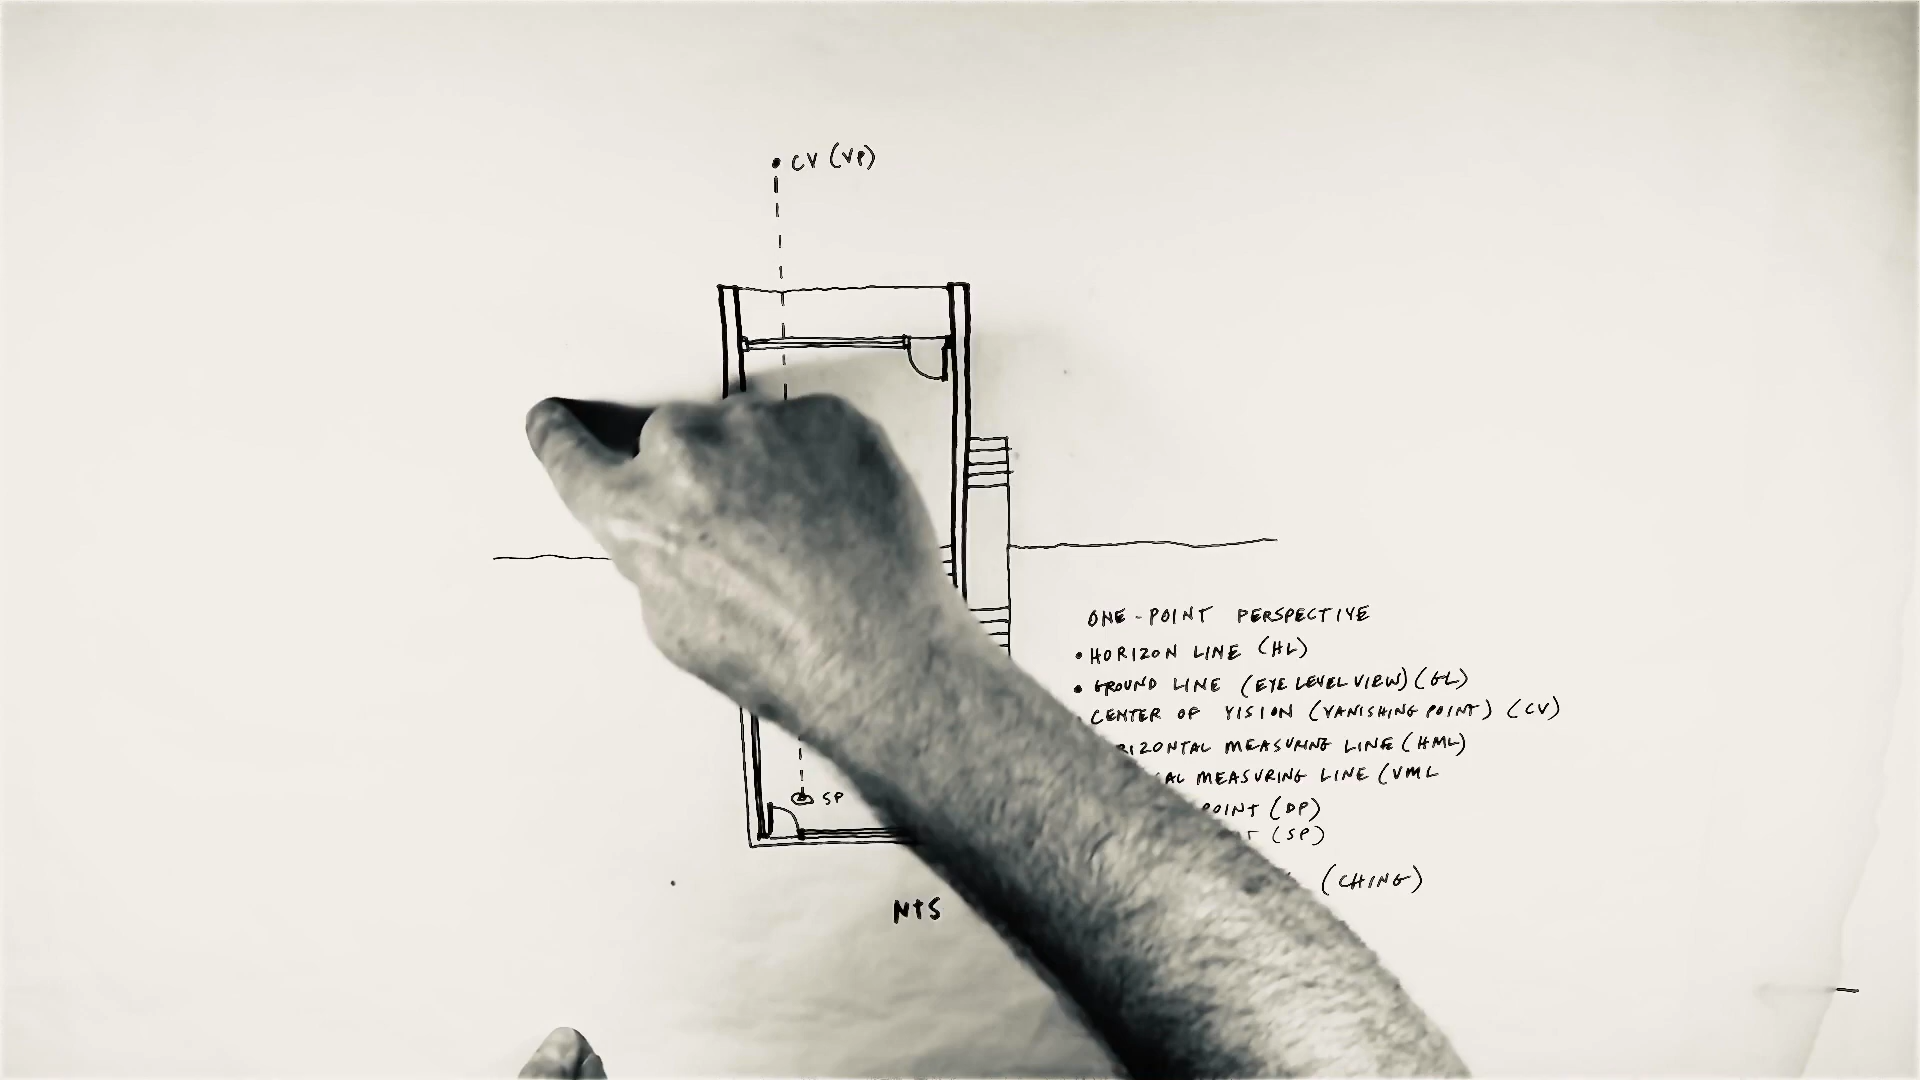 CV (VP)
ONE-POINT PERSPECTIVE
• HORIZON LINE (HL)
• GROUND LINE (EYE LEVEL VIEW) (GL)
CENTER OF VISION (VANISHING POINT) (CV)
MEASURING LINE (HML)
MEASURING LINE (VML
SP
POINT (DP)
(SP)
(CHING)
NTS